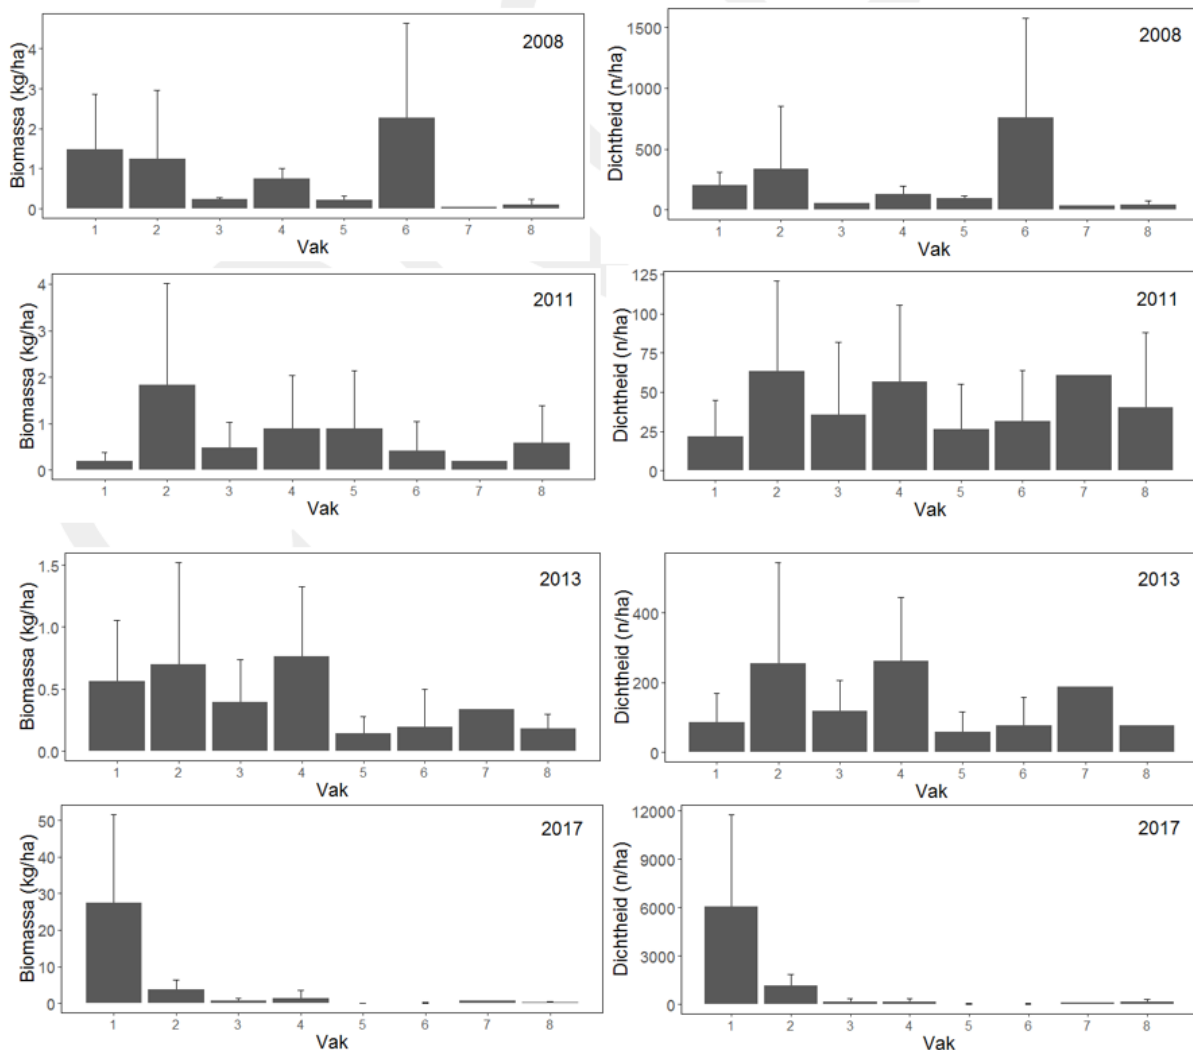 2008
Biomassa (kg/ha)
4
3
2
1
0
1 2 3 4 5 6 7 8
Vak
2008
Dichtheid (n/ha)
1500
1000
500
0
1 2 3 4 5 6 7 8
Vak
2011
Biomassa (kg/ha)
4
3
2
1
0
1 2 3 4 5 6 7 8
Vak
2011
Dichtheid (n/ha)
125
100
75
50
25
0
1 2 3 4 5 6 7 8
Vak
2013
Biomassa (kg/ha)
1.5
1.0
0.5
0.0
1 2 3 4 5 6 7 8
Vak
2013
Dichtheid (n/ha)
400
200
0
1 2 3 4 5 6 7 8
Vak
2017
Biomassa (kg/ha)
50
40
30
20
10
0
1 2 3 4 5 6 7 8
Vak
2017
Dichtheid (n/ha)
12000
9000
6000
3000
0
1 2 3 4 5 6 7 8
Vak